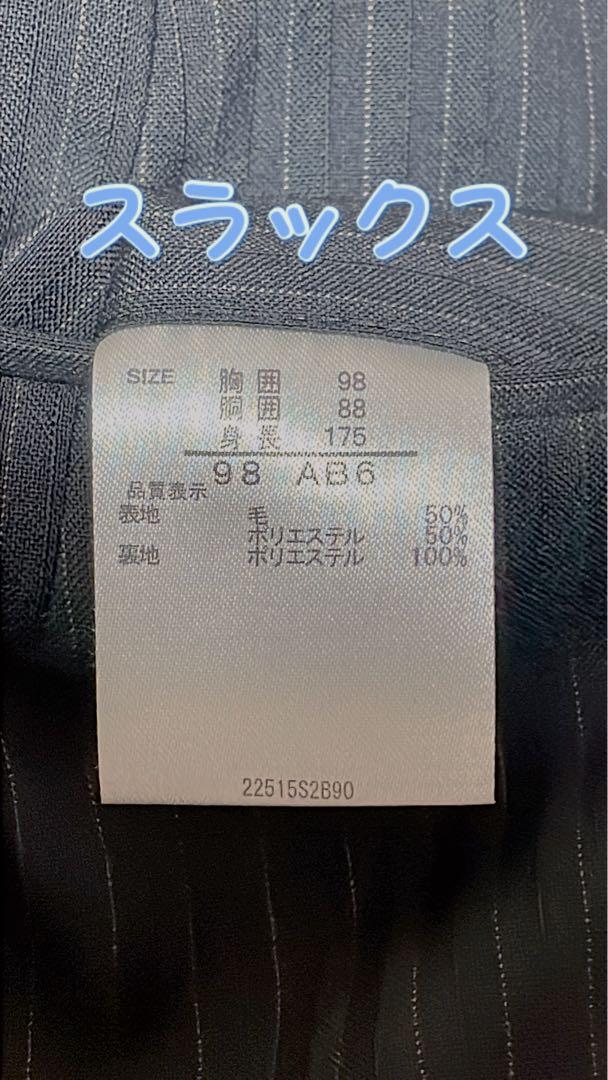 スラックス
SIZE 胸囲 98
胴囲 88
身長 175
98 AB6
品質表示
表地 毛 50%
ポリエステル 50%
裏地 ポリエステル 100%
22515S2B90